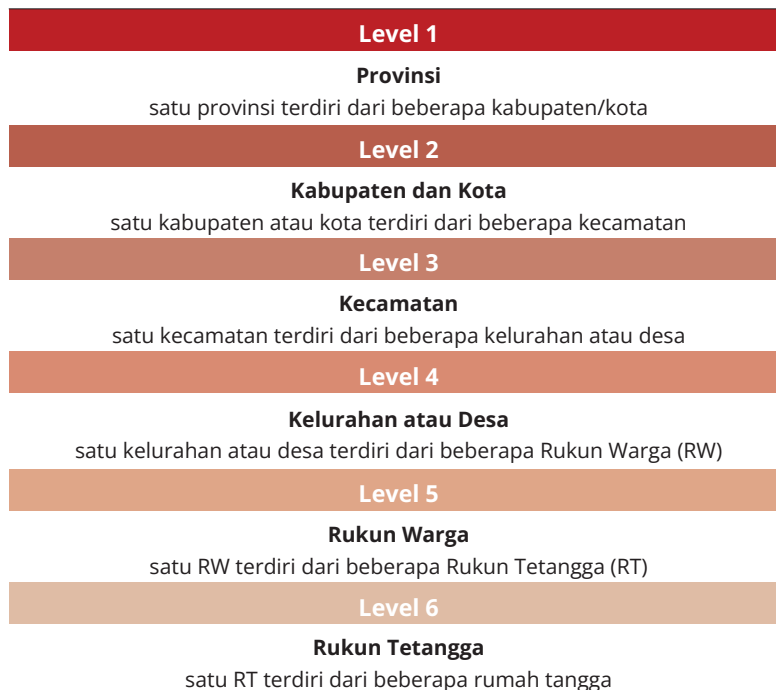 Level 1
Provinsi
satu provinsi terdiri dari beberapa kabupaten/kota
Level 2
Kabupaten dan Kota
satu kabupaten atau kota terdiri dari beberapa kecamatan
Level 3
Kecamatan
satu kecamatan terdiri dari beberapa kelurahan atau desa
Level 4
Kelurahan atau Desa
satu kelurahan atau desa terdiri dari beberapa Rukun Warga (RW)
Level 5
Rukun Warga
satu RW terdiri dari beberapa Rukun Tetangga (RT)
Level 6
Rukun Tetangga
satu RT terdiri dari beberapa rumah tangga